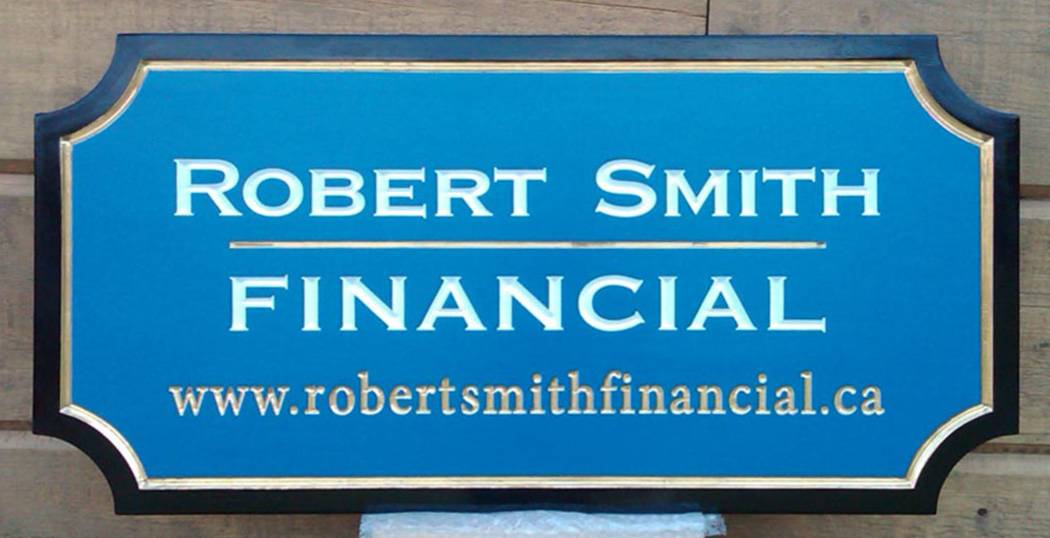 ROBERT SMITH
FINANCIAL
www.robertsmithfinancial.ca